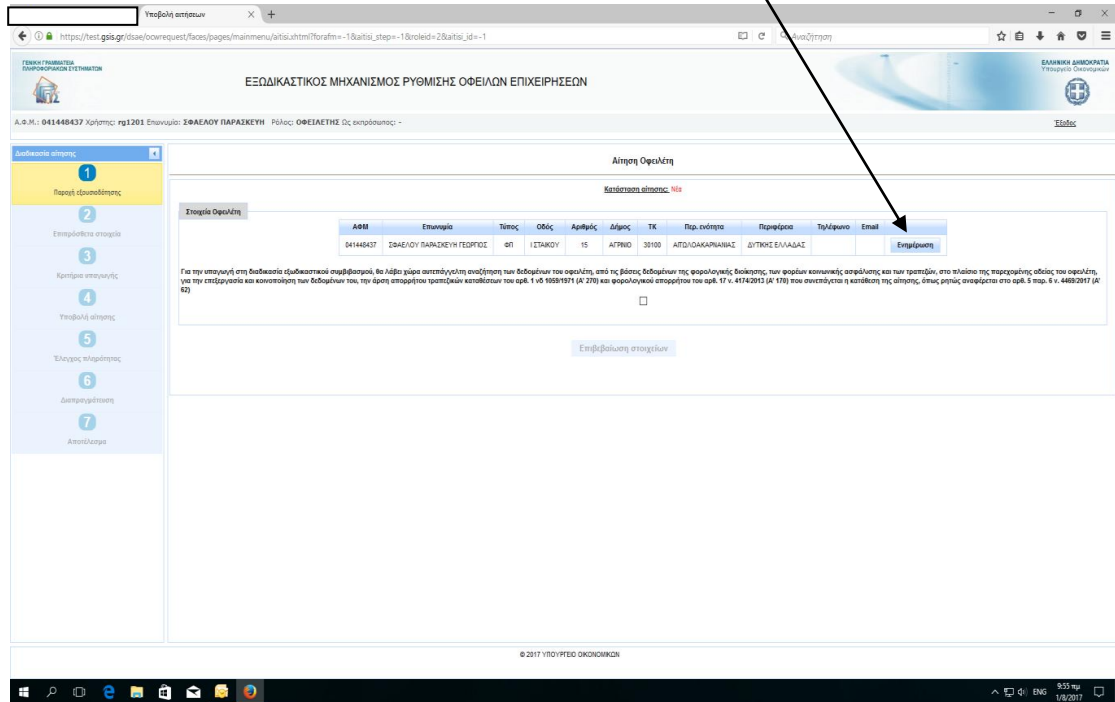 Υποβολή αιτήσεων
https://test.gsis.gr/dsae/ocwrequest/faces/pages/mainmenu/aitisi.xhtml?forafm=-1&aitisi_step=-1&roleid=2&aitisi_id=-1
Αναζήτηση
ΓΕΝΙΚΗ ΓΡΑΜΜΑΤΕΙΑ
ΠΛΗΡΟΦΟΡΙΑΚΩΝ ΣΥΣΤΗΜΑΤΩΝ
ΕΞΩΔΙΚΑΣΤΙΚΟΣ ΜΗΧΑΝΙΣΜΟΣ ΡΥΘΜΙΣΗΣ ΟΦΕΙΛΩΝ ΕΠΙΧΕΙΡΗΣΕΩΝ
ΕΛΛΗΝΙΚΗ ΔΗΜΟΚΡΑΤΙΑ
Υπουργείο Οικονομικών
Α.Φ.Μ.: 041448437 Χρήστης: rg1201 Επωνυμία: ΣΦΑΕΛΟΥ ΠΑΡΑΣΚΕΥΗ Ρόλος: ΟΦΕΙΛΕΤΗΣ Ως εκπρόσωπος: -
Έξοδος
Διαδικασία αίτησης
1
Παροχή εξουσιοδότησης
2
Επιπρόσθετα στοιχεία
3
Κριτήρια υπαγωγής
4
Υποβολή αίτησης
5
Έλεγχος πληρότητας
6
Διαπραγμάτευση
7
Αποτέλεσμα
Αίτηση Οφειλέτη
Κατάσταση αίτησης: Νέα
Στοιχεία Οφειλέτη
ΑΦΜ Επωνυμία Τύπος Οδός Αριθμός Δήμος ΤΚ Περ. ενότητα Περιφέρεια Τηλέφωνο Email
041448437 ΣΦΑΕΛΟΥ ΠΑΡΑΣΚΕΥΗ ΓΕΩΡΓΙΟΣ ΦΠ Ι ΣΤΑΙΚΟΥ 15 ΑΓΡΙΝΙΟ 30100 ΑΙΤΩΛΟΑΚΑΡΝΑΝΙΑΣ ΔΥΤΙΚΗΣ ΕΛΛΑΔΑΣ Ενημέρωση
Για την υπαγωγή στη διαδικασία εξωδικαστικού συμβιβασμού, θα λάβει χώρα αυτεπάγγελτη αναζήτηση των δεδομένων του οφειλέτη, από τις βάσεις δεδομένων της φορολογικής διοίκησης, των φορέων κοινωνικής ασφάλισης και των τραπεζών, στο πλαίσιο της παρεχομένης αδείας του οφειλέτη,
για την επεξεργασία και κοινοποίηση των δεδομένων του, την άρση απορρήτου τραπεζικών καταθέσεων του αρθ. 1 νδ 1059/1971 (Α' 270) και φορολογικού απορρήτου του αρθ. 17 ν. 4174/2013 (Α' 170) που συνεπάγεται η κατάθεση της αίτησης, όπως ρητώς αναφέρεται στο αρθ. 5 παρ. 6 ν. 4469/2017 (Α'
62)
Επιβεβαίωση στοιχείων
© 2017 ΥΠΟΥΡΓΕΙΟ ΟΙΚΟΝΟΜΙΚΩΝ
ENG
9:55 πμ
1/8/2017